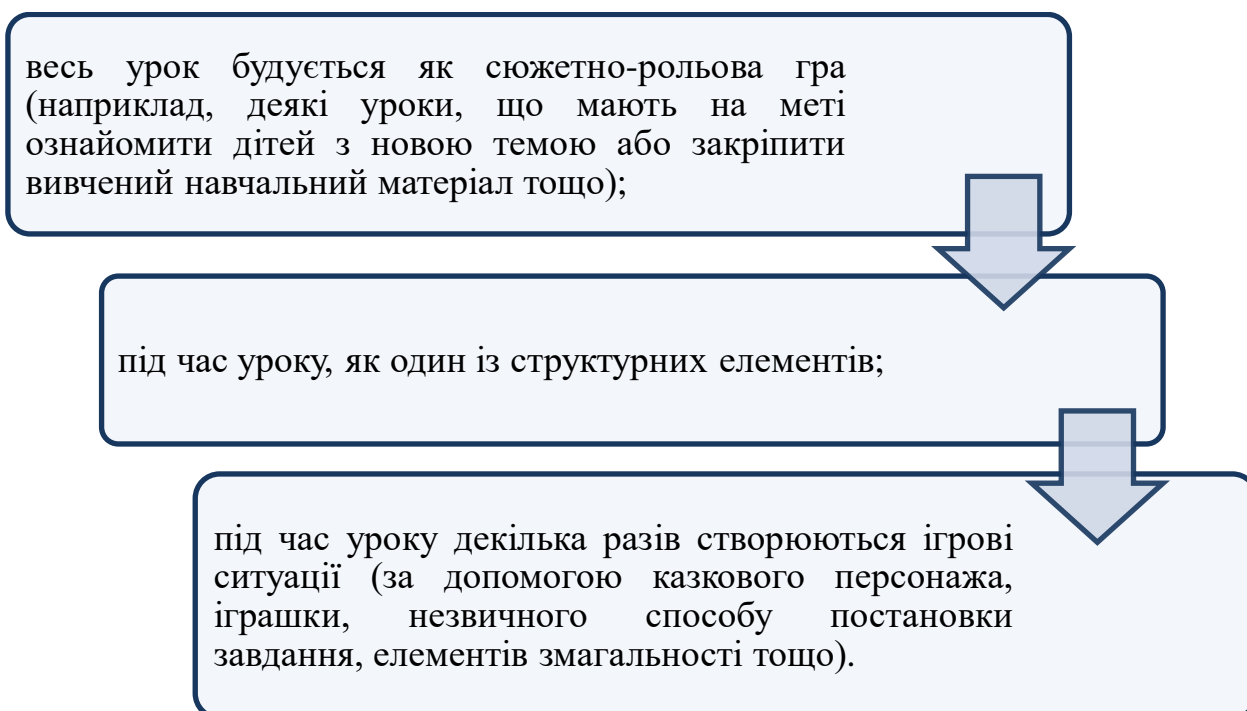 весь урок будується як сюжетно-рольова гра
(наприклад, деякі уроки, що мають на меті
ознайомити дітей з новою темою або закріпити
вивчений навчальний матеріал тощо);
під час уроку, як один із структурних елементів;
під час уроку декілька разів створюються ігрові
ситуації (за допомогою казкового персонажа,
іграшки, незвичного способу постановки
завдання, елементів змагальності тощо).